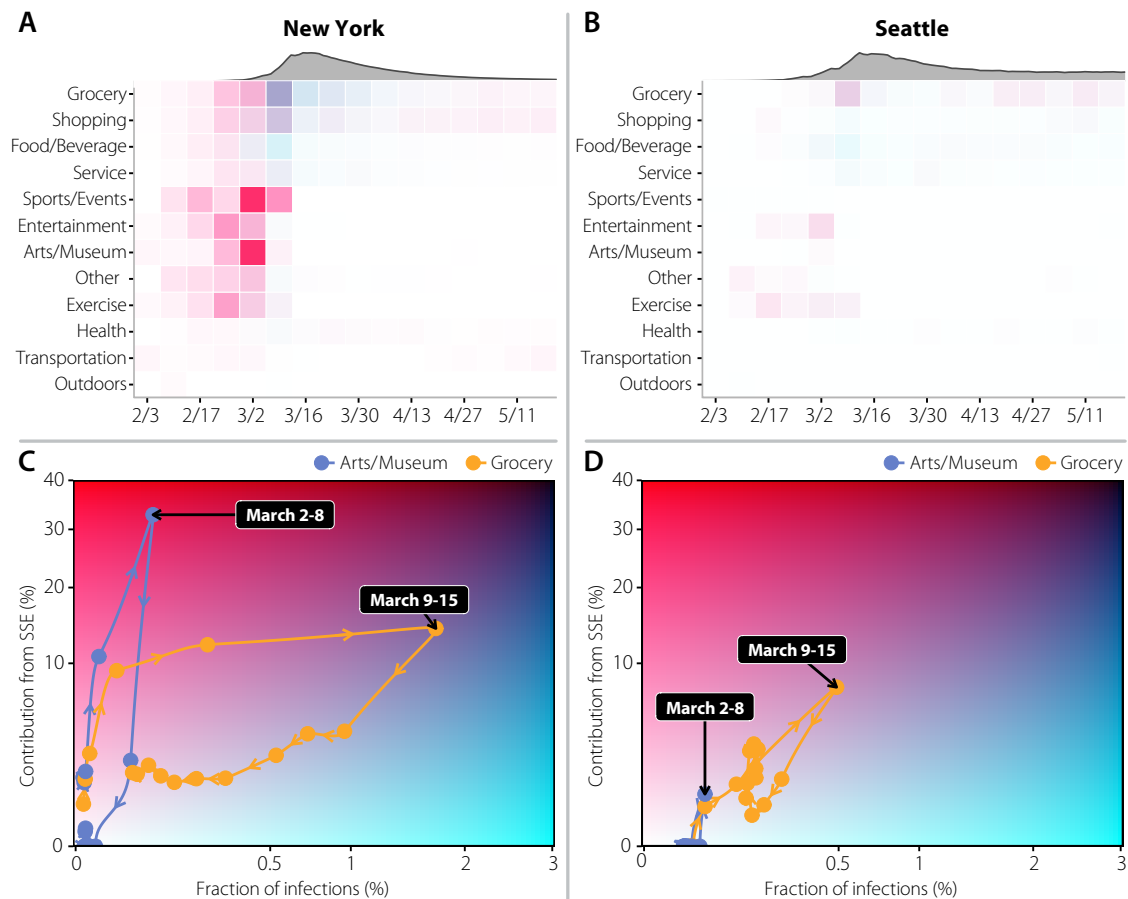 A
New York
Grocery
Shopping
Food/Beverage
Service
Sports/Events
Entertainment
Arts/Museum
Other
Exercise
Health
Transportation
Outdoors
2/3 2/17 3/2 3/16 3/30 4/13 4/27 5/11
B
Seattle
Grocery
Shopping
Food/Beverage
Service
Sports/Events
Entertainment
Arts/Museum
Other
Exercise
Health
Transportation
Outdoors
2/3 2/17 3/2 3/16 3/30 4/13 4/27 5/11
C
Arts/Museum Grocery
Contribution from SSE (%)
40
30
20
10
0
March 2-8
March 9-15
0 0.5 1 2 3
Fraction of infections (%)
D
Arts/Museum Grocery
Contribution from SSE (%)
40
30
20
10
0
March 9-15
March 2-8
0 0.5 1 2 3
Fraction of infections (%)